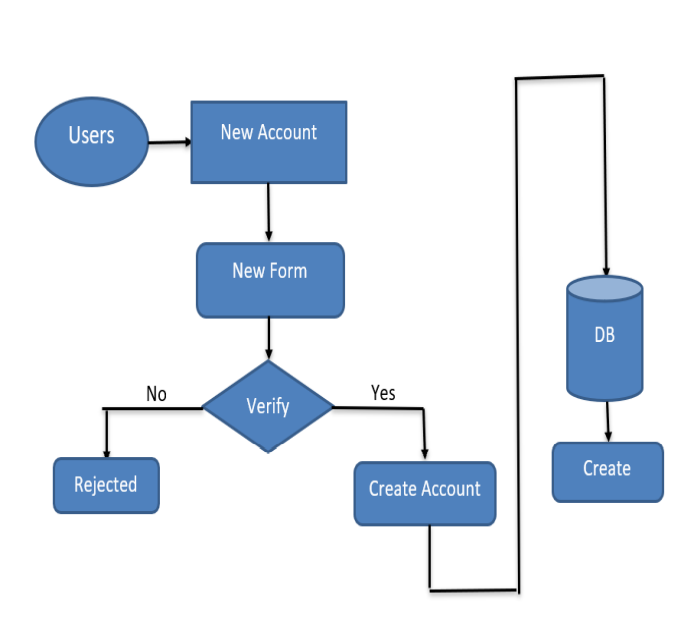 Users
New Account
New Form
No
Verify
Yes
Rejected
Create Account
DB
Create